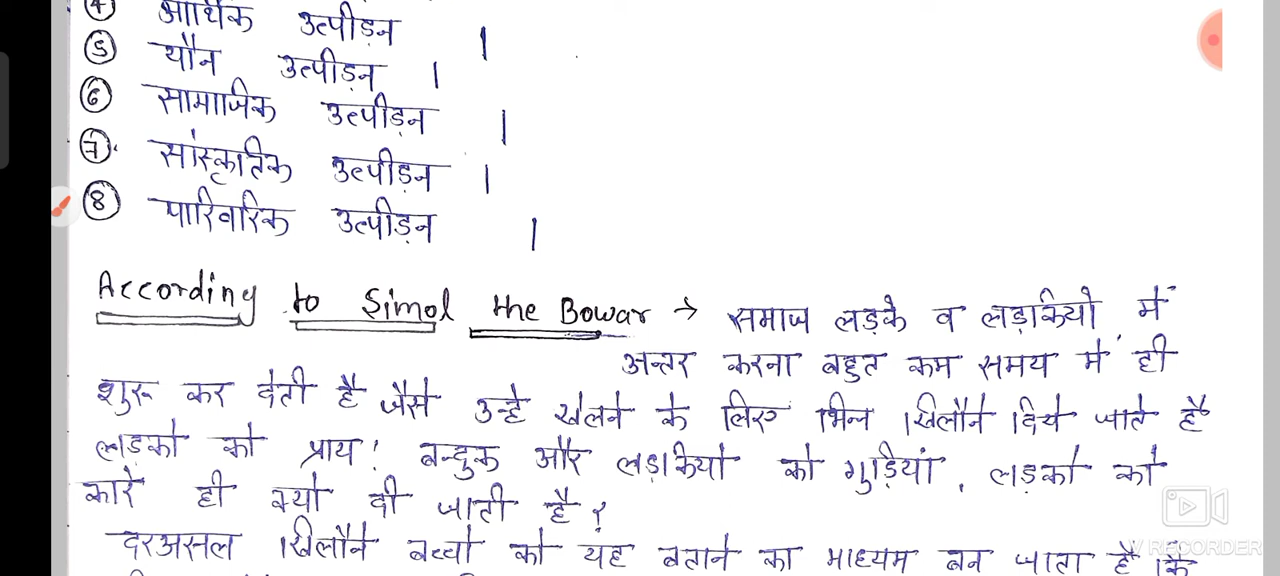 ④ आर्थिक उत्पीड़न |
⑤ यौन उत्पीड़न |
⑥ सामाजिक उत्पीड़न |
⑦ सांस्कृतिक उत्पीड़न |
⑧ पारिवारिक उत्पीड़न |
According to Simol the Bowar → समाज लड़के व लड़कियो में
अन्तर करना बहुत कम समय में ही
शुरू कर देती है जैसे उन्हे खेलने के लिए भिन्न खिलौने दिये जाते है
लड़को को प्राय! बन्दुक और लड़कियो को गुड़ियां, लड़को को
कारे ही क्यो दी जाती है?
दरअसल खिलौने बच्चो को यह बताने का माध्यम बन जाता है कि
RECORDER